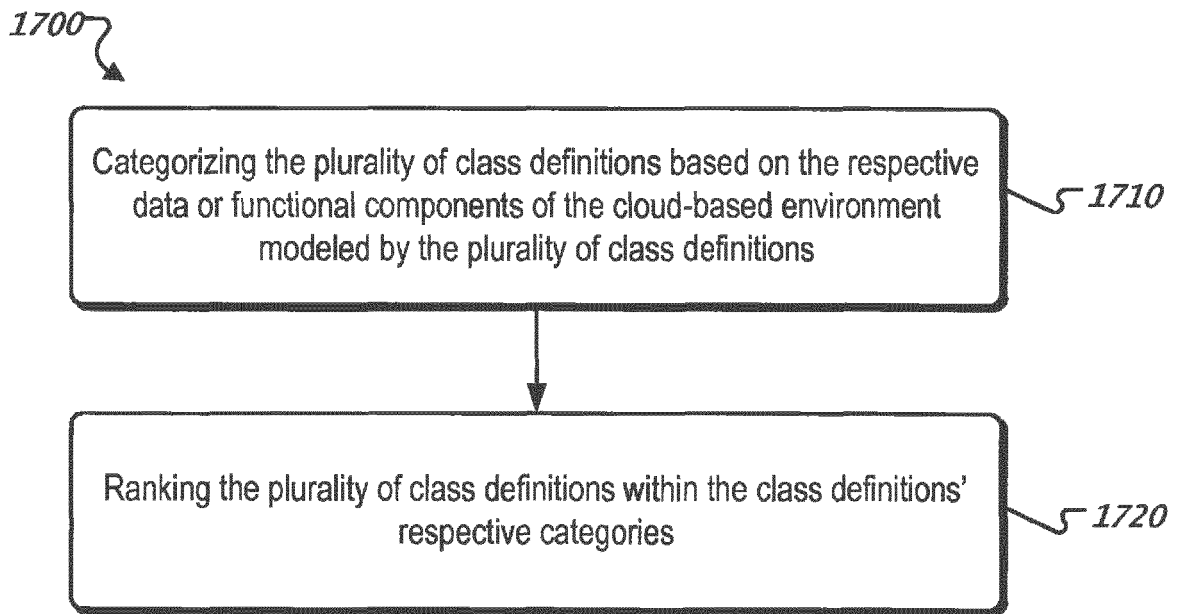 1700
Categorizing the plurality of class definitions based on the respective
data or functional components of the cloud-based environment
modeled by the plurality of class definitions
1710
Ranking the plurality of class definitions within the class definitions’
respective categories
1720